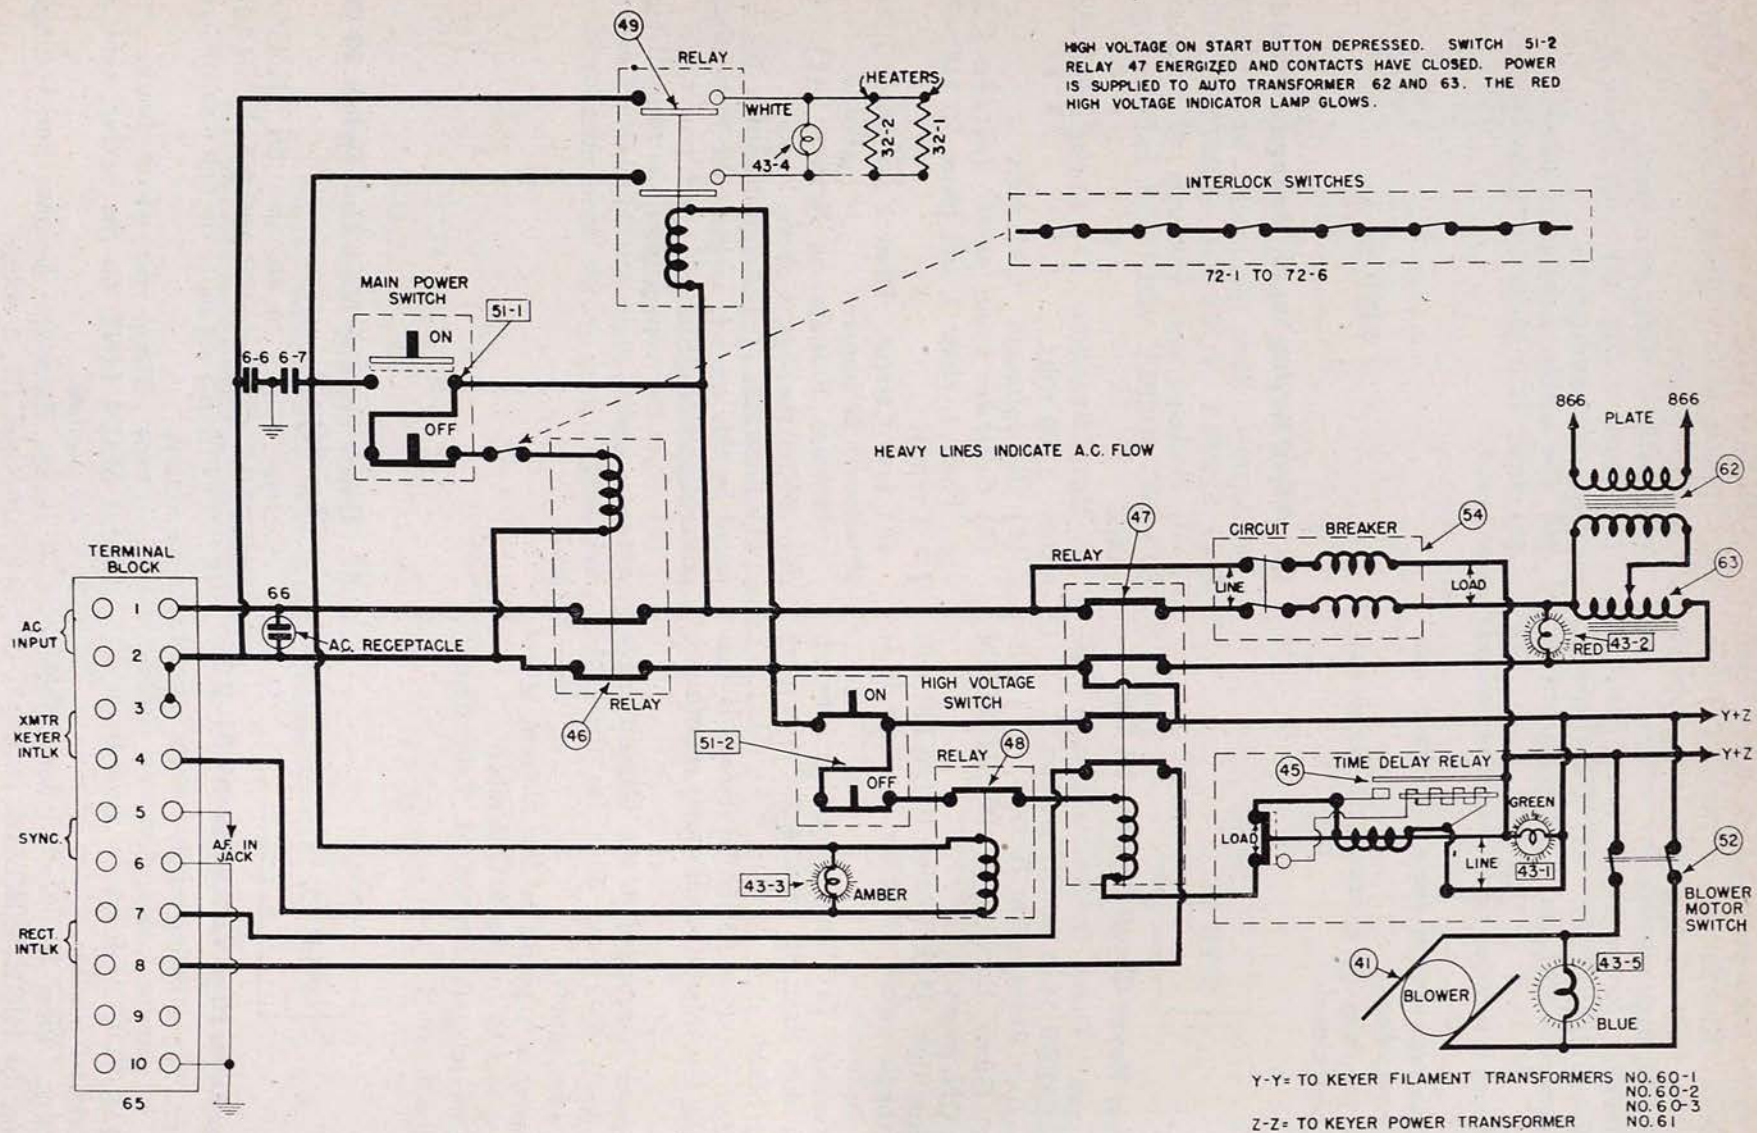 49
RELAY
HIGH VOLTAGE ON START BUTTON DEPRESSED. SWITCH 51-2
RELAY 47 ENERGIZED AND CONTACTS HAVE CLOSED. POWER
IS SUPPLIED TO AUTO TRANSFORMER 62 AND 63. THE RED
HIGH VOLTAGE INDICATOR LAMP GLOWS.
HEATERS
WHITE
43-4
32-2
32-1
INTERLOCK SWITCHES
72-1 TO 72-6
MAIN POWER
SWITCH
51-1
ON
OFF
6-6 6-7
HEAVY LINES INDICATE A.C. FLOW
866
866
PLATE
62
63
47
CIRCUIT BREAKER
54
RELAY
LINE
LOAD
TERMINAL
BLOCK
66
A.C. RECEPTACLE
AC
INPUT
1
2
3
XMTR
KEYER
INTLK
4
5
SYNC.
6
A.F. IN
JACK
7
RECT.
INTLK
8
9
10
65
46
RELAY
RED
43-2
HIGH VOLTAGE
SWITCH
ON
OFF
51-2
RELAY
48
Y+Z
Y+Z
TIME DELAY RELAY
45
GREEN
43-1
LOAD
LINE
43-3
AMBER
52
BLOWER
MOTOR
SWITCH
41
BLOWER
43-5
BLUE
Y-Y= TO KEYER FILAMENT TRANSFORMERS NO. 60-1
NO. 60-2
NO. 60-3
Z-Z= TO KEYER POWER TRANSFORMER NO. 61